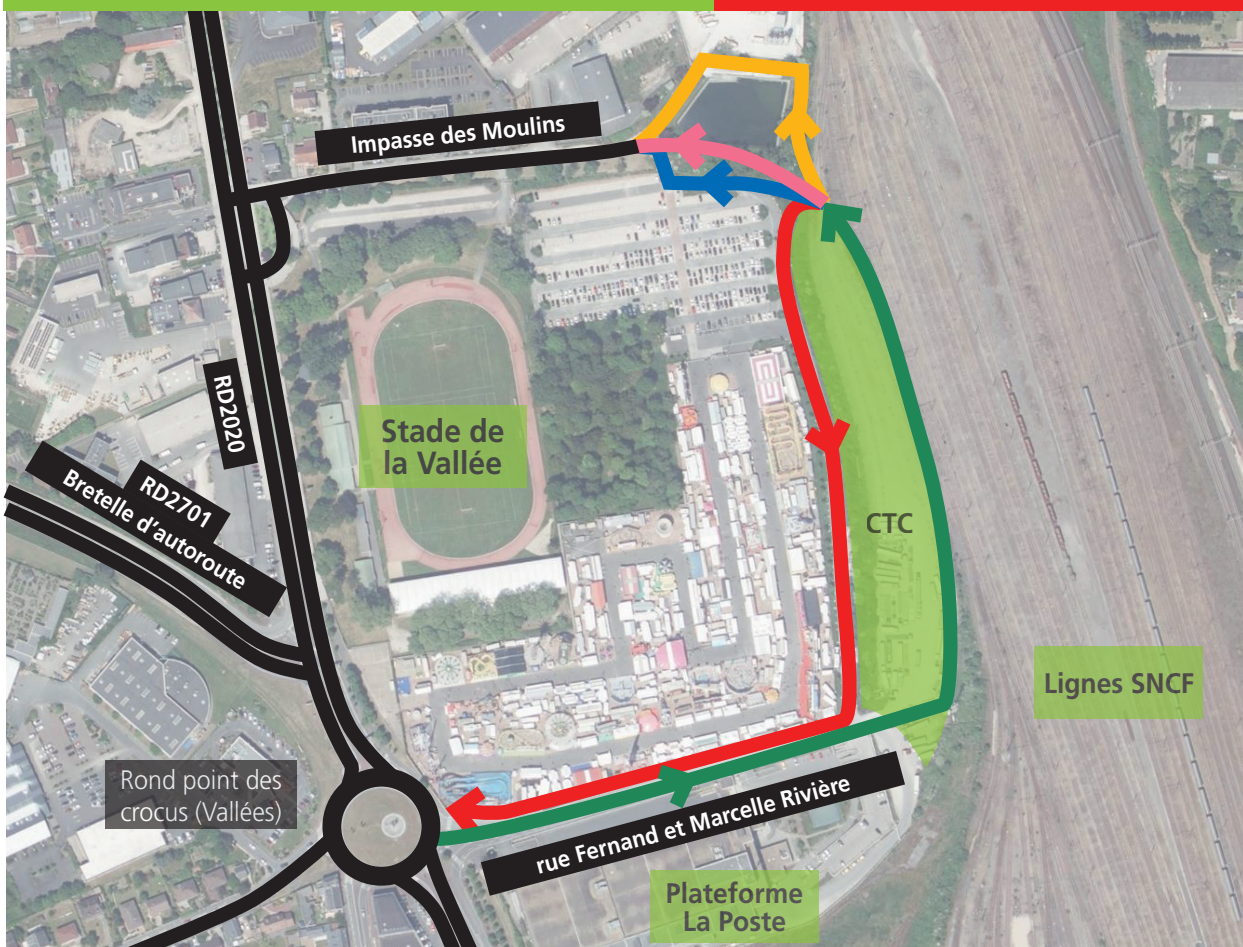 Impasse des Moulins
RD2020
Stade de
la Vallée
RD2701
Bretelle d'autoroute
CTC
Lignes SNCF
Rond point des
crocus (Vallées)
rue Fernand et Marcelle Rivière
Plateforme
La Poste